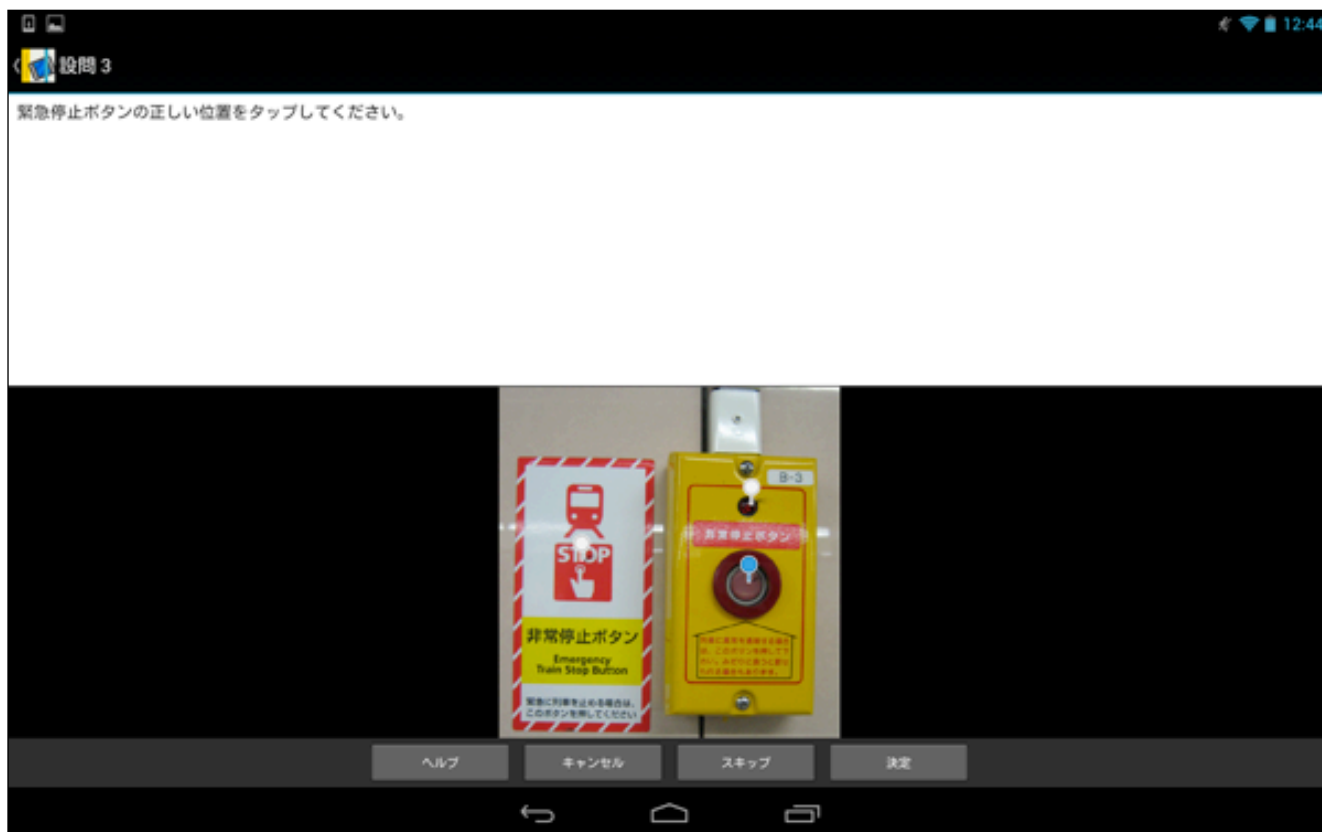 12:44
設問 3
緊急停止ボタンの正しい位置をタップしてください。
B-3
STOP
非常停止ボタン
非常停止ボタン
Emergency
Train Stop Button
緊急に列車を止める場合は、
このボタンを押してください
ヘルプ
キャンセル
スキップ
決定